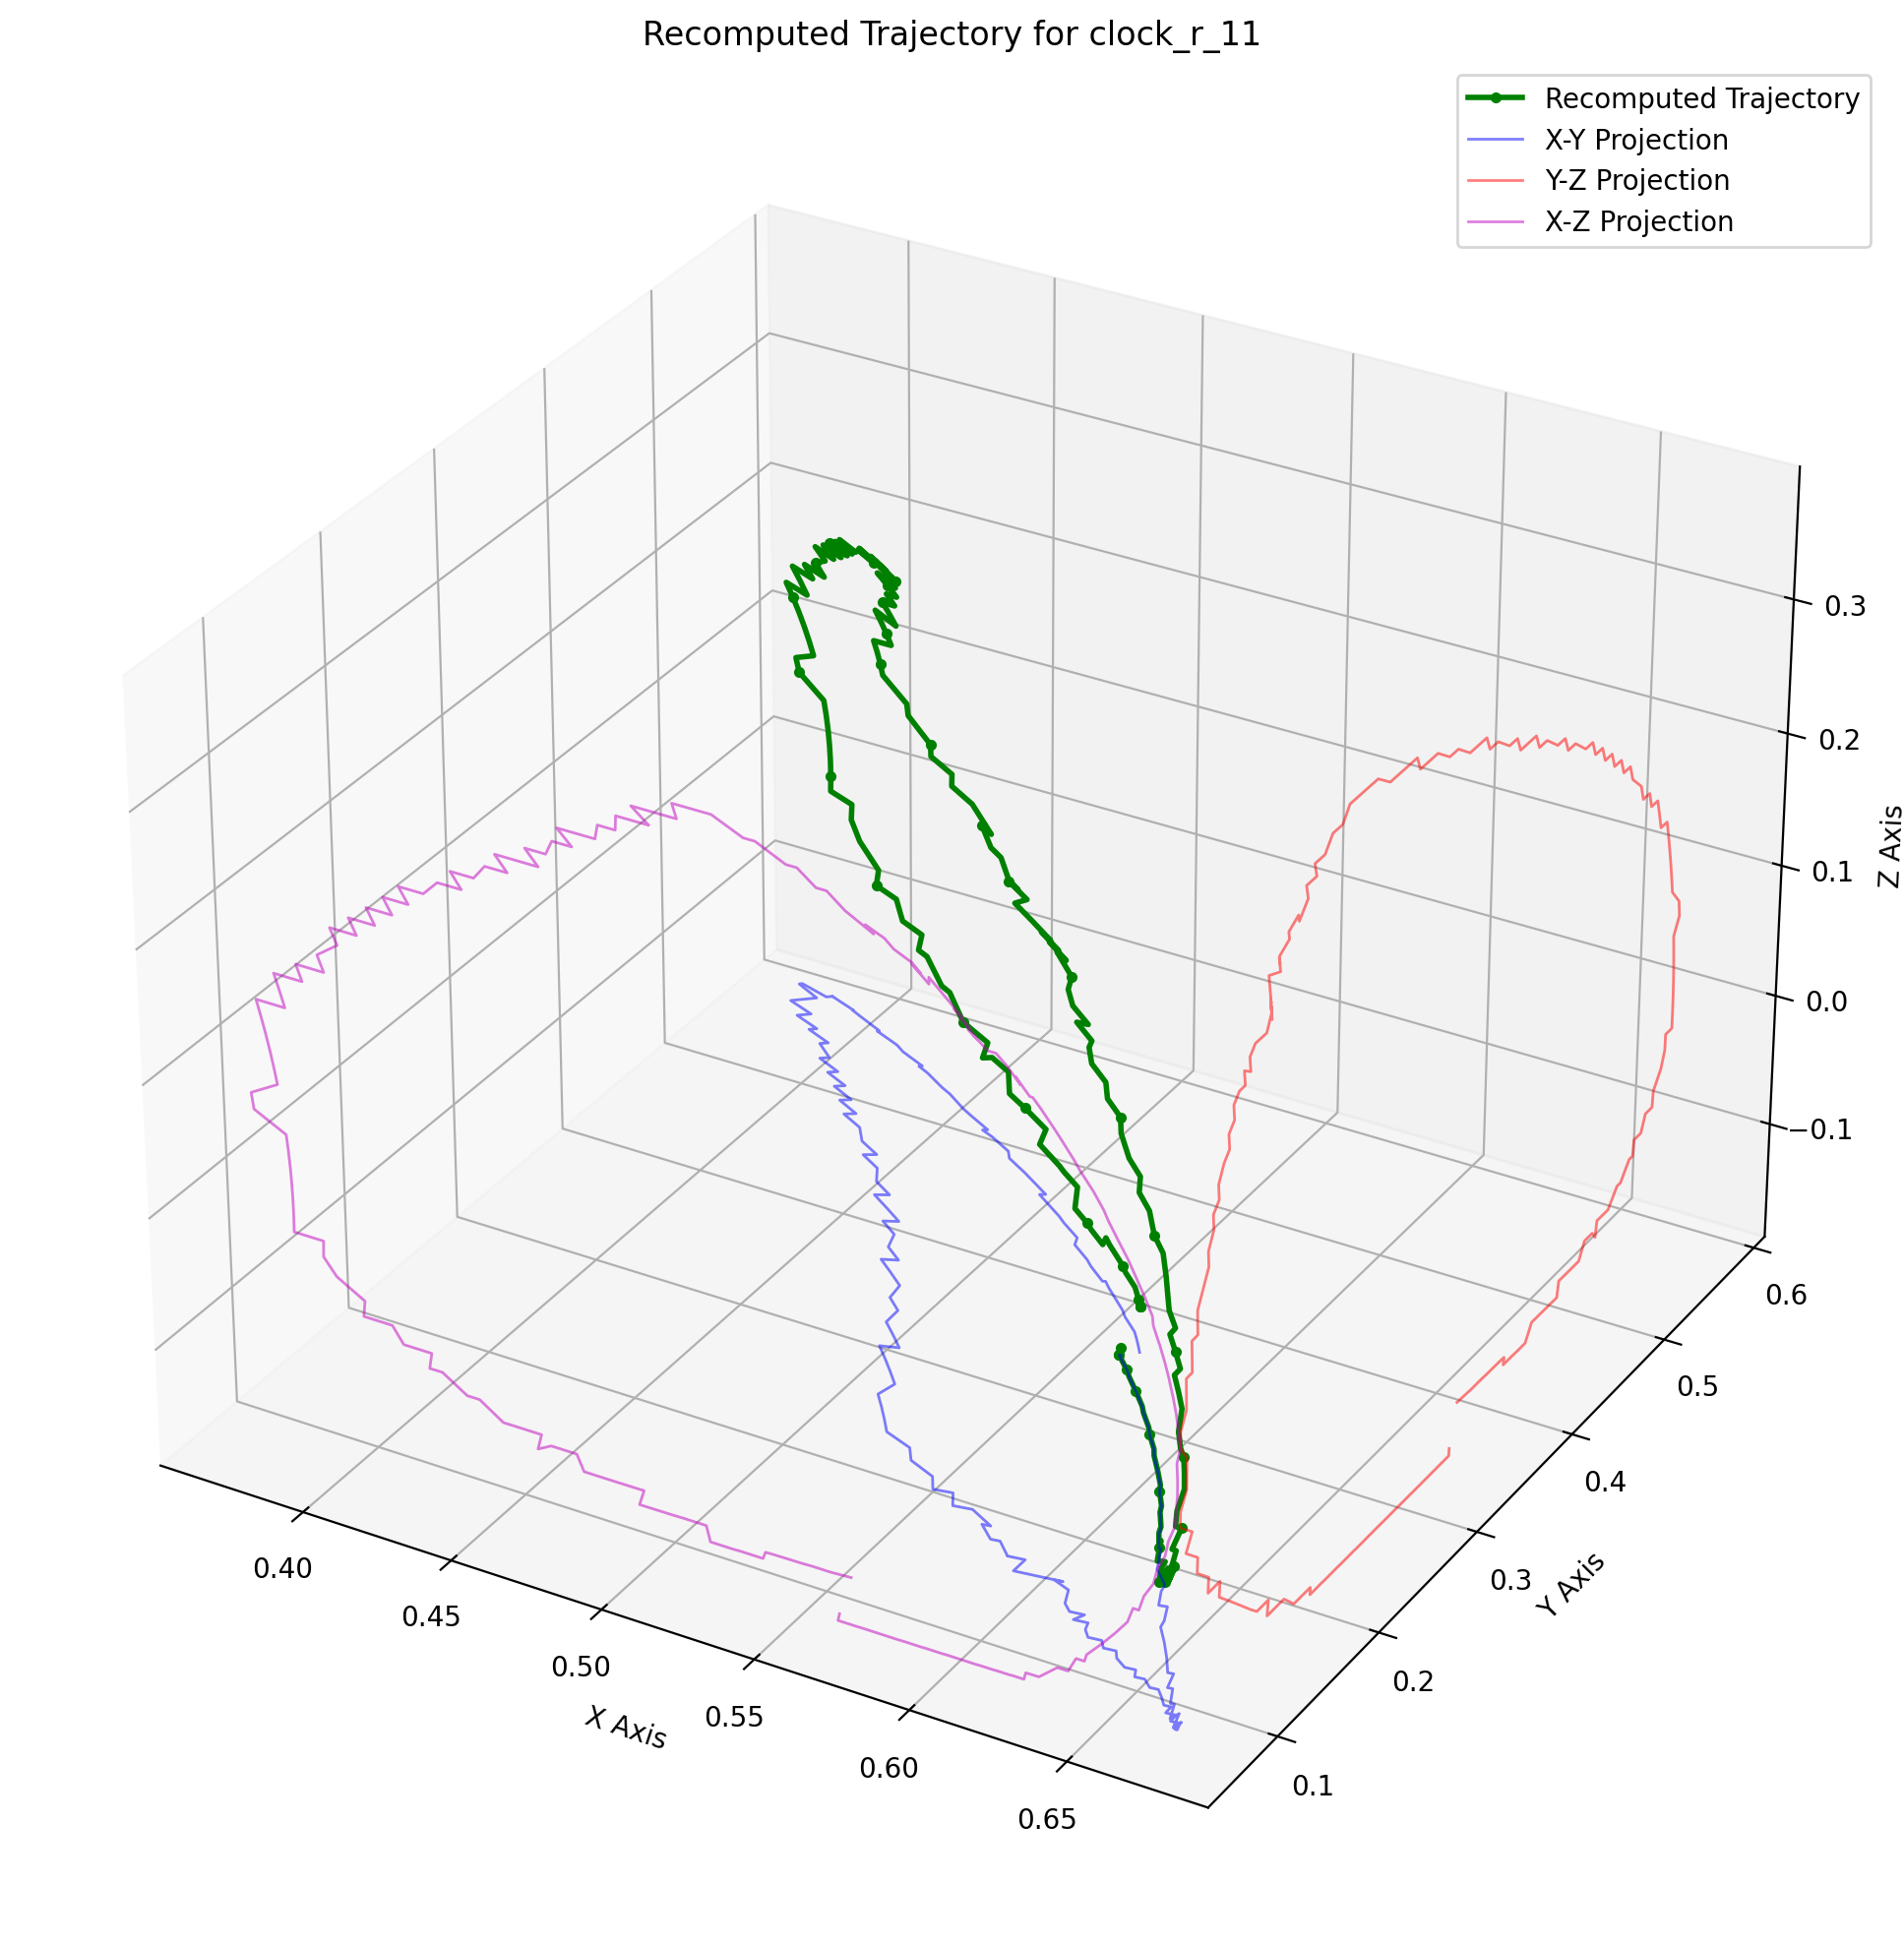 Recomputed Trajectory for clock_r_11
Recomputed Trajectory
X-Y Projection
Y-Z Projection
X-Z Projection
0.3
0.2
0.1
0.0
−0.1
Z Axis
0.6
0.5
0.4
0.3
0.2
0.1
Y Axis
0.40
0.45
0.50
0.55
0.60
0.65
X Axis